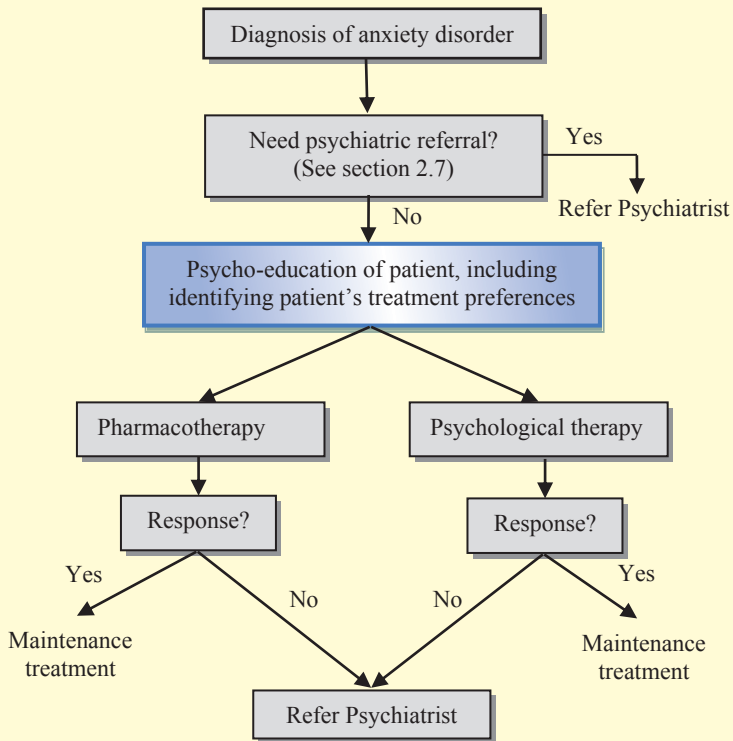 Diagnosis of anxiety disorder
Need psychiatric referral?
(See section 2.7)
Yes
Refer Psychiatrist
No
Psycho-education of patient, including
identifying patient’s treatment preferences
Pharmacotherapy
Psychological therapy
Response?
Response?
Yes
No
No
Yes
Maintenance
treatment
Maintenance
treatment
Refer Psychiatrist